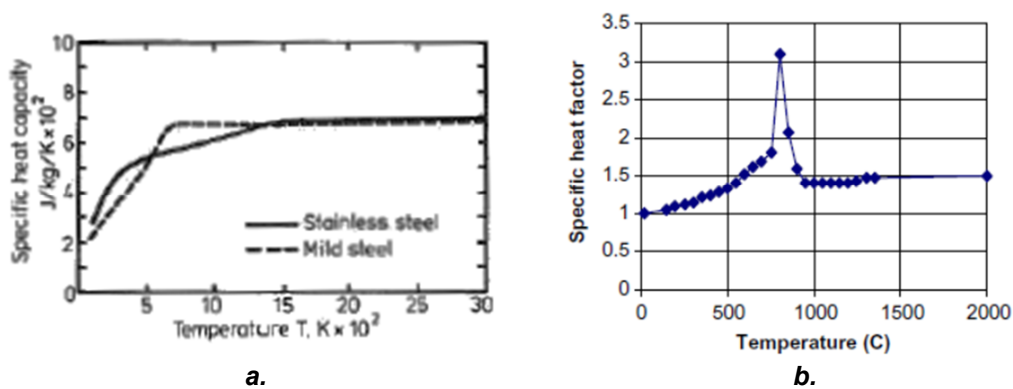 10
8
6
4
2
0
Specific heat capacity
J/kg/K×10²
Stainless steel
Mild steel
5 10 15 20 25 30
Temperature T, K × 10²
a.
3.5
3
2.5
2
1.5
1
0.5
0
Specific heat factor
0 500 1000 1500 2000
Temperature (C)
b.